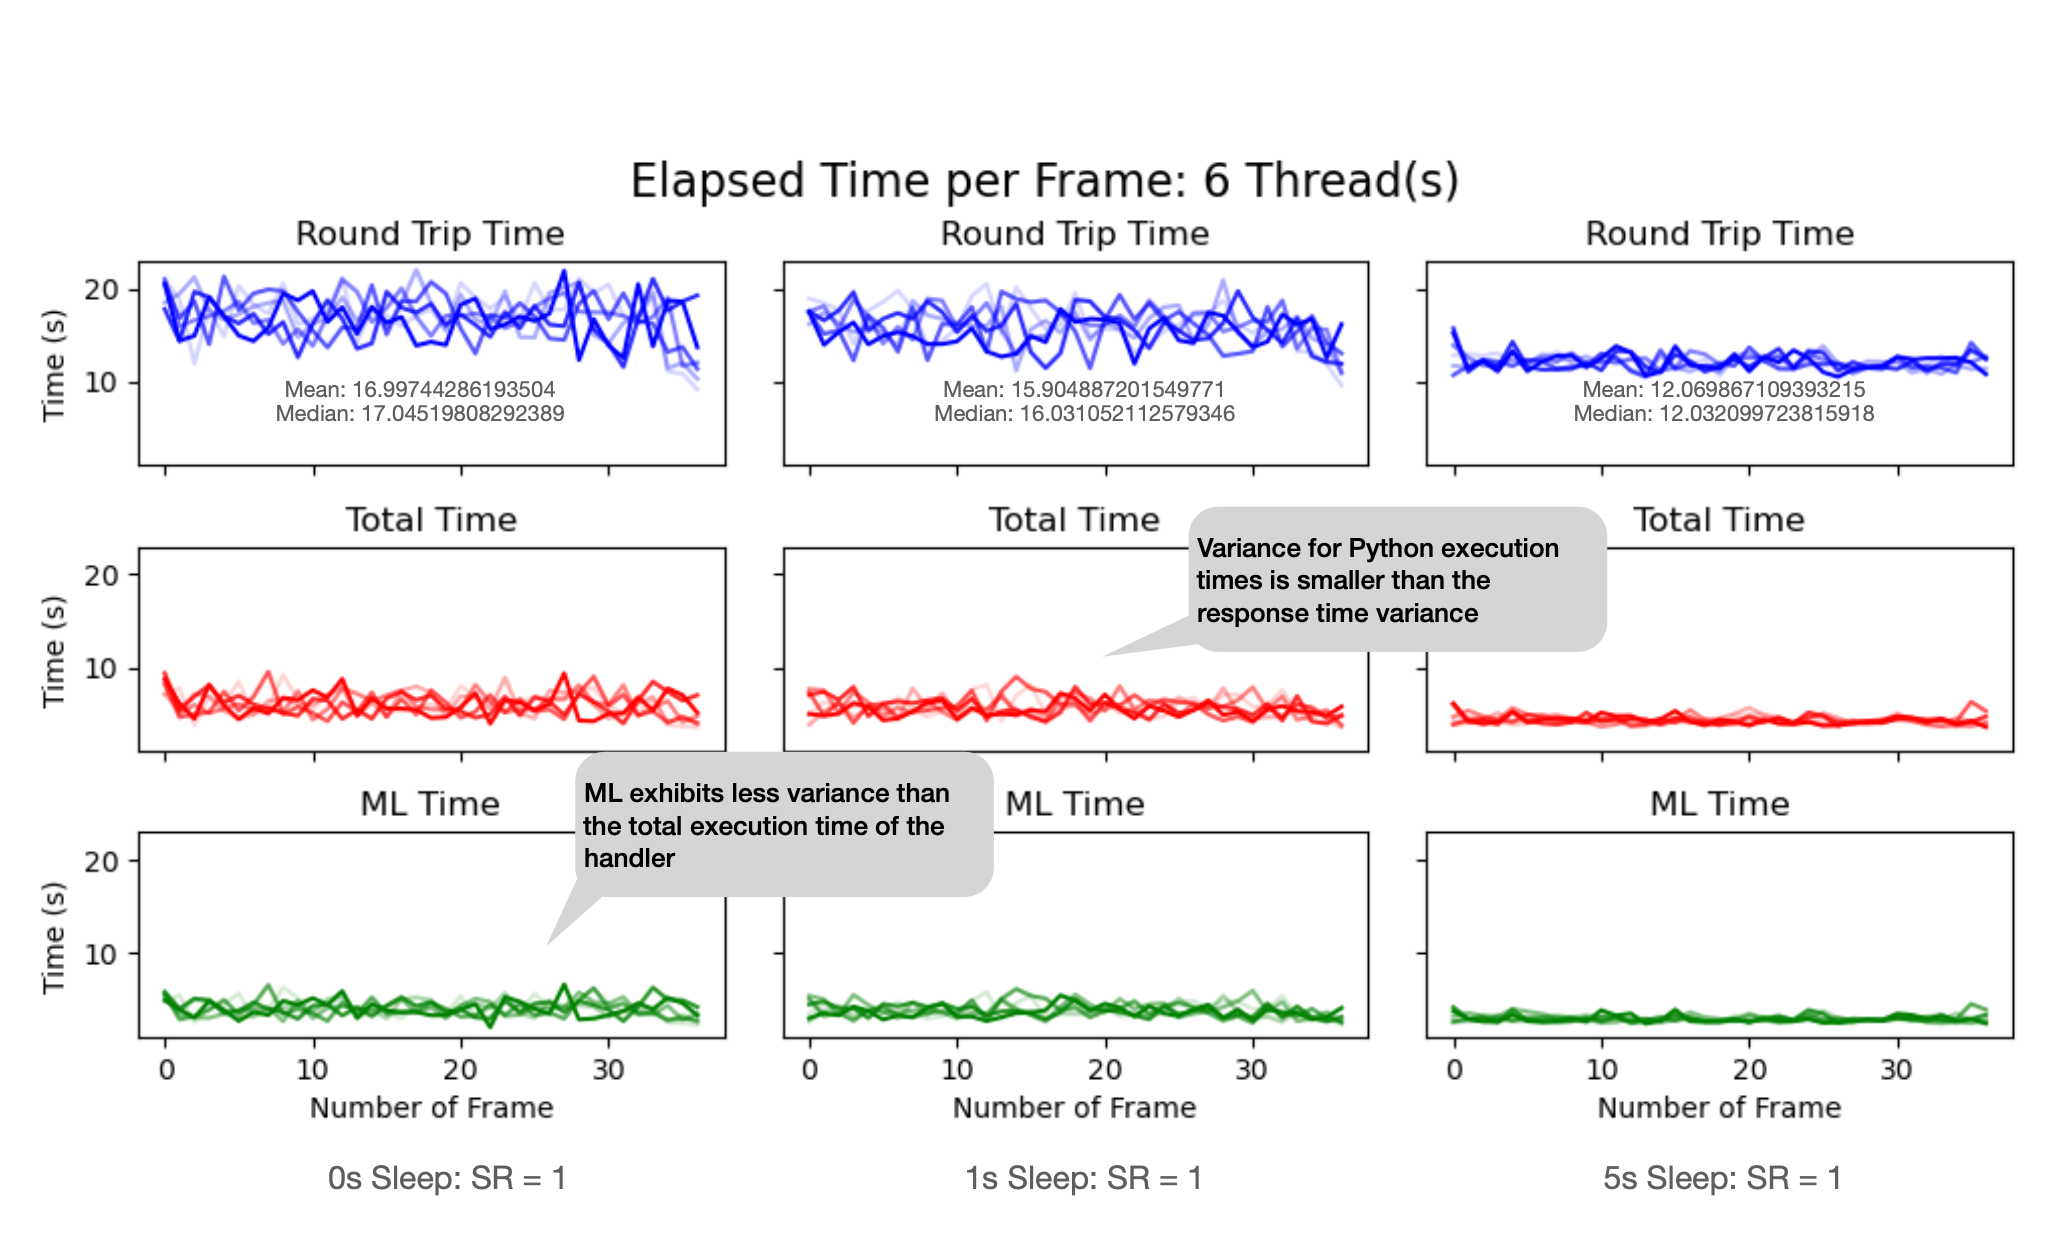 Elapsed Time per Frame: 6 Thread(s)
Round Trip Time
Round Trip Time
Round Trip Time
Time (s)
20
10
Mean: 16.99744286193504
Median: 17.04519808292389
Mean: 15.904887201549771
Median: 16.031052112579346
Mean: 12.069867109393215
Median: 12.032099723815918
Total Time
Total Time
Total Time
Time (s)
20
10
Variance for Python execution
times is smaller than the
response time variance
ML Time
ML Time
ML Time
Time (s)
20
10
ML exhibits less variance than
the total execution time of the
handler
0 10 20 30
0 10 20 30
0 10 20 30
Number of Frame
Number of Frame
Number of Frame
0s Sleep: SR = 1
1s Sleep: SR = 1
5s Sleep: SR = 1